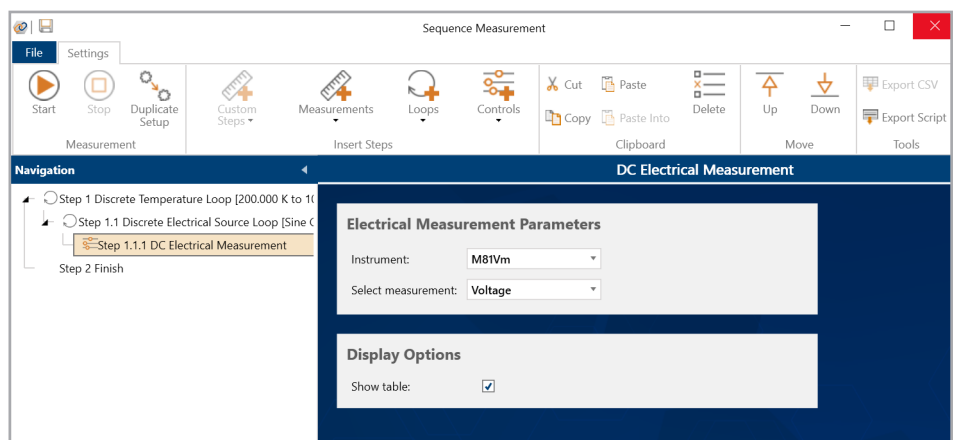 Sequence Measurement
File Settings
Start Stop Duplicate Setup Custom Steps Measurements Loops Controls Cut Copy Paste Paste Into Delete Up Down Export CSV Export Script
Measurement Insert Steps Clipboard Move Tools
Navigation DC Electrical Measurement
Step 1 Discrete Temperature Loop [200.000 K to 10
Step 1.1 Discrete Electrical Source Loop [Sine C
Step 1.1.1 DC Electrical Measurement
Step 2 Finish
Electrical Measurement Parameters
Instrument: M81Vm
Select measurement: Voltage
Display Options
Show table: